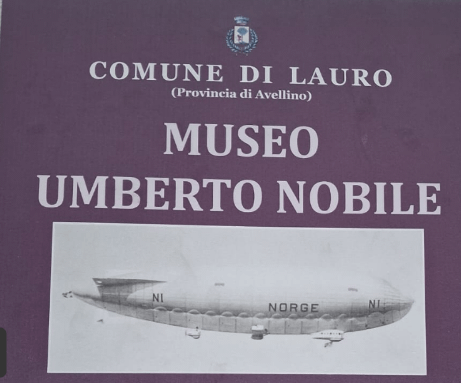 COMUNE DI LAURO
(Provincia di Avellino)
MUSEO
UMBERTO NOBILE
N1 NORGE N1